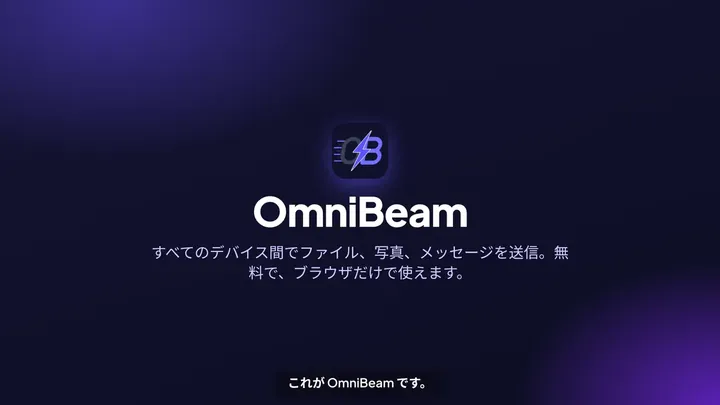 OB
OmniBeam
すべてのデバイス間でファイル、写真、メッセージを送信。無
料で、ブラウザだけで使えます。
これが OmniBeam です。